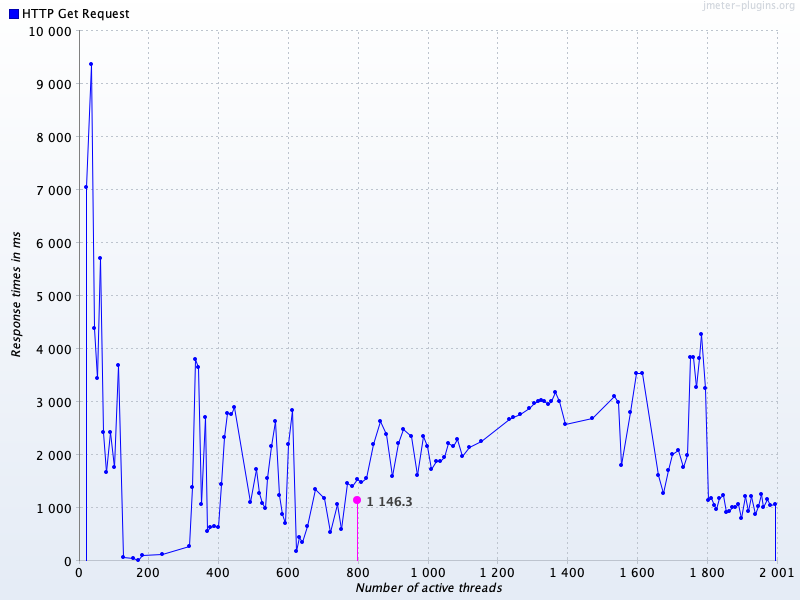 jmeter-plugins.org
HTTP Get Request
10 000
9 000
8 000
7 000
6 000
5 000
4 000
3 000
2 000
1 000
0
Response times in ms
1 146.3
0 200 400 600 800 1 000 1 200 1 400 1 600 1 800 2 001
Number of active threads